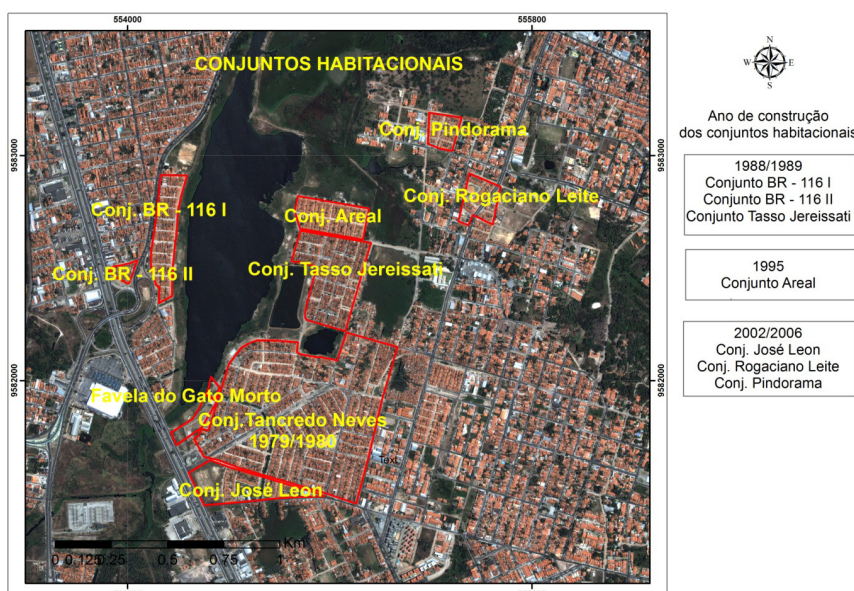 554000
555800
CONJUNTOS HABITACIONAIS
N
W
E
S
Conj. Pindorama
Ano de construção
dos conjuntos habitacionais
9583000
9583000
1988/1989
Conjunto BR - 116 I
Conjunto BR - 116 II
Conjunto Tasso Jereissati
Conj. Rogaciano Leite
Conj. BR - 116 I
Conj. Areal
Conj. BR - 116 II
Conj. Tasso Jereissati
1995
Conjunto Areal
2002/2006
Conj. José Leon
Conj. Rogaciano Leite
Conj. Pindorama
9582000
9582000
Favela do Gato Morto
Conj.Tancredo Neves
1979/1980
Text
Conj. José Leon
Km
0 0,125 0,25 0,5 0,75 1